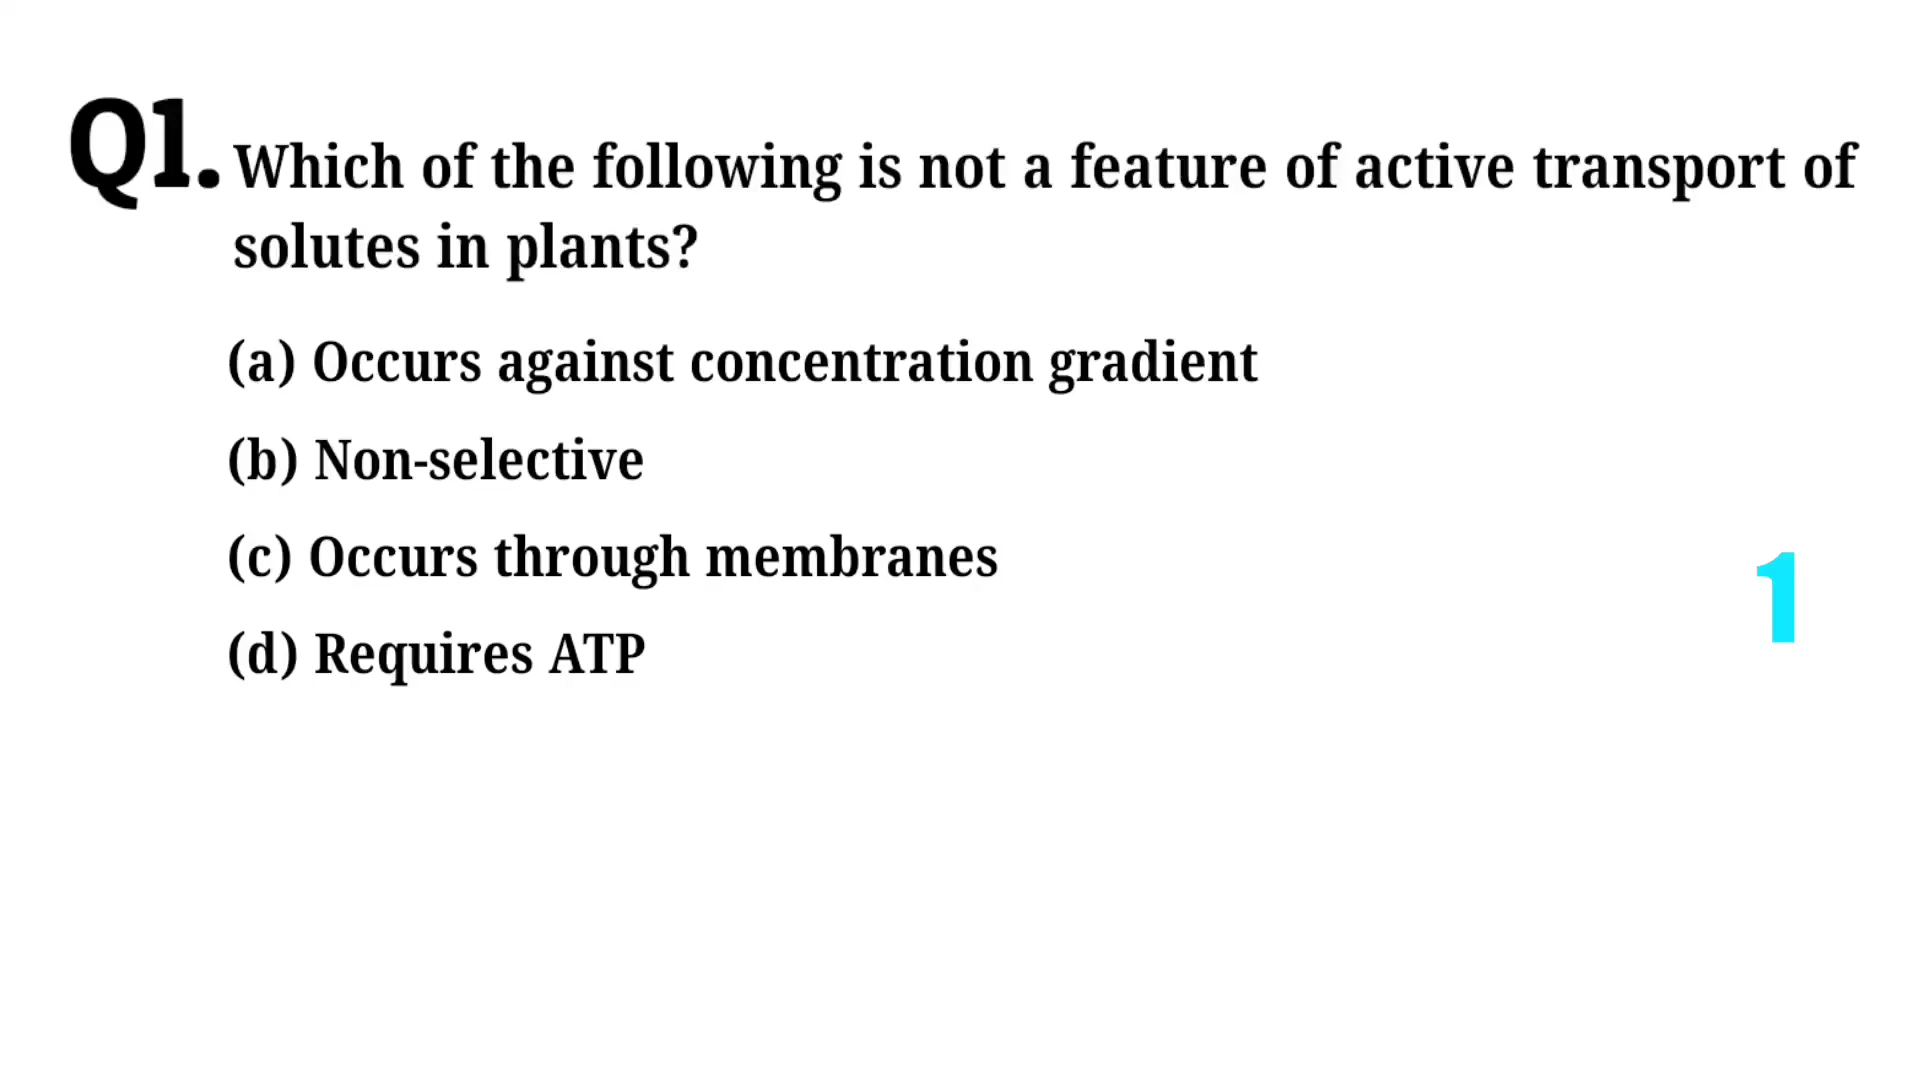 Q1. Which of the following is not a feature of active transport of
solutes in plants?
(a) Occurs against concentration gradient
(b) Non-selective
(c) Occurs through membranes
(d) Requires ATP
1